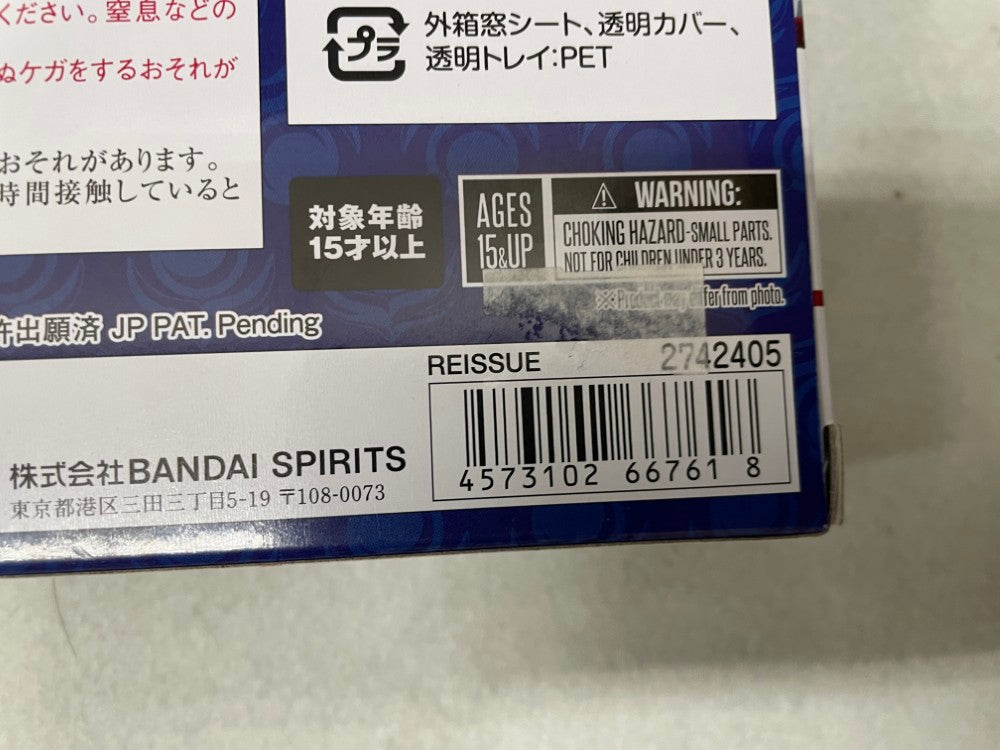 ください。窒息などの
ぬケガをするおそれが
おそれがあります。
時間接触していると
プラ
外箱窓シート、透明カバー、
透明トレイ:PET
対象年齢
15才以上
AGES
15&UP
WARNING:
CHOKING HAZARD-SMALL PARTS.
NOT FOR CHILDREN UNDER 3 YEARS.
※Product may differ from photo.
許出願済 JP PAT. Pending
REISSUE 2742405
4573102 66761 8
株式会社BANDAI SPIRITS
東京都港区三田三丁目5-19 〒108-0073